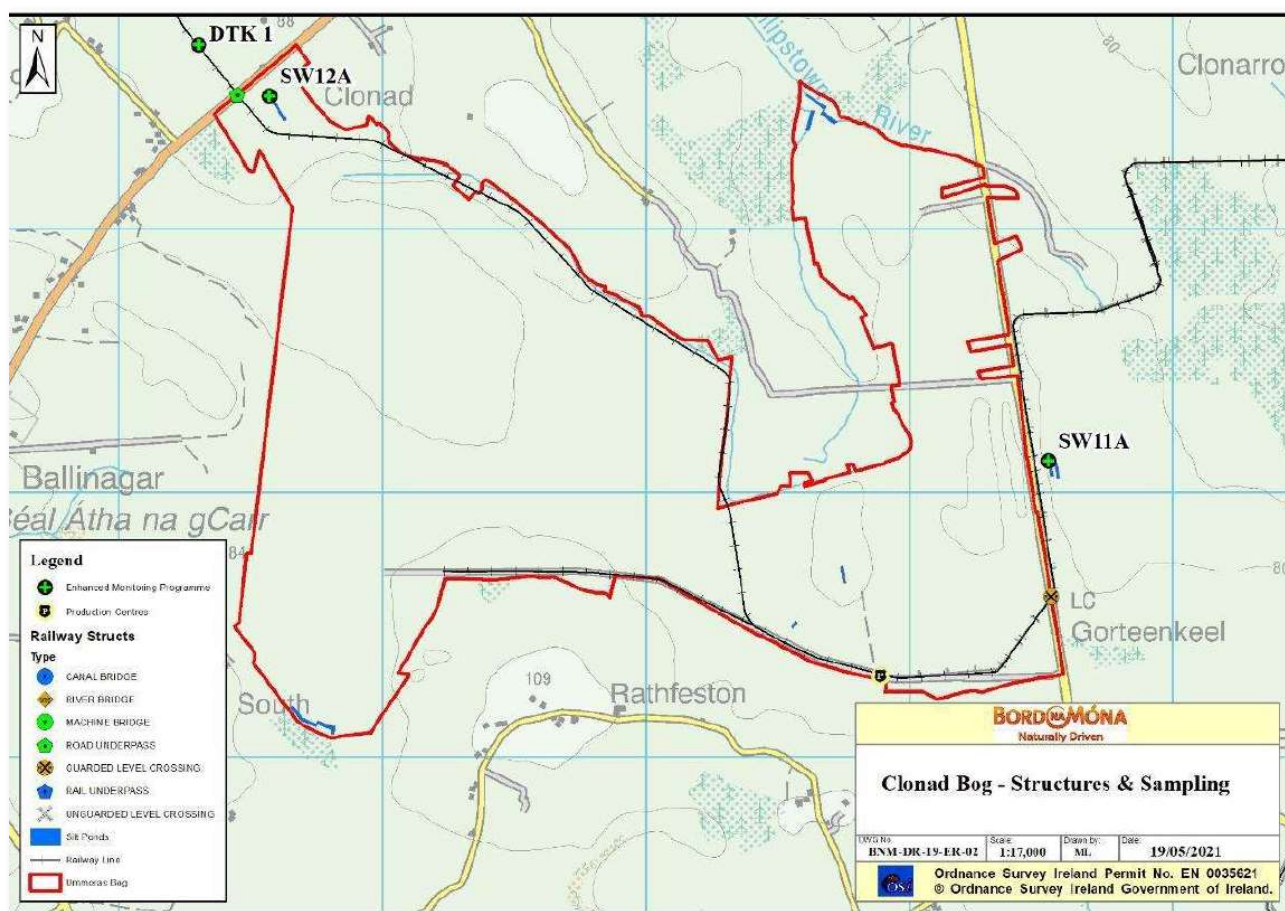 N
DTK 1
88
SW12A
Clonad
River
80
Clonarro
SW11A
Ballinagar
Béal Átha na gCarr
84
80
LC
Gorteenkeel
109
Rathfeston
South
Legend
Enhanced Monitoring Programme
Production Centres
Railway Structs
Type
CANAL BRIDGE
RIVER BRIDGE
MACHINE BRIDGE
ROAD UNDERPASS
GUARDED LEVEL CROSSING
RAIL UNDERPASS
UNGUARDED LEVEL CROSSING
Silt Ponds
Railway Line
Ummeras Bog
BORD NA MÓNA
Naturally Driven
Clonad Bog - Structures & Sampling
DWG No: Scale: Drawn by: Date:
BNM-DR-19-ER-02 1:17,000 ML 19/05/2021
Ordnance Survey Ireland Permit No. EN 0035621
© Ordnance Survey Ireland Government of Ireland.